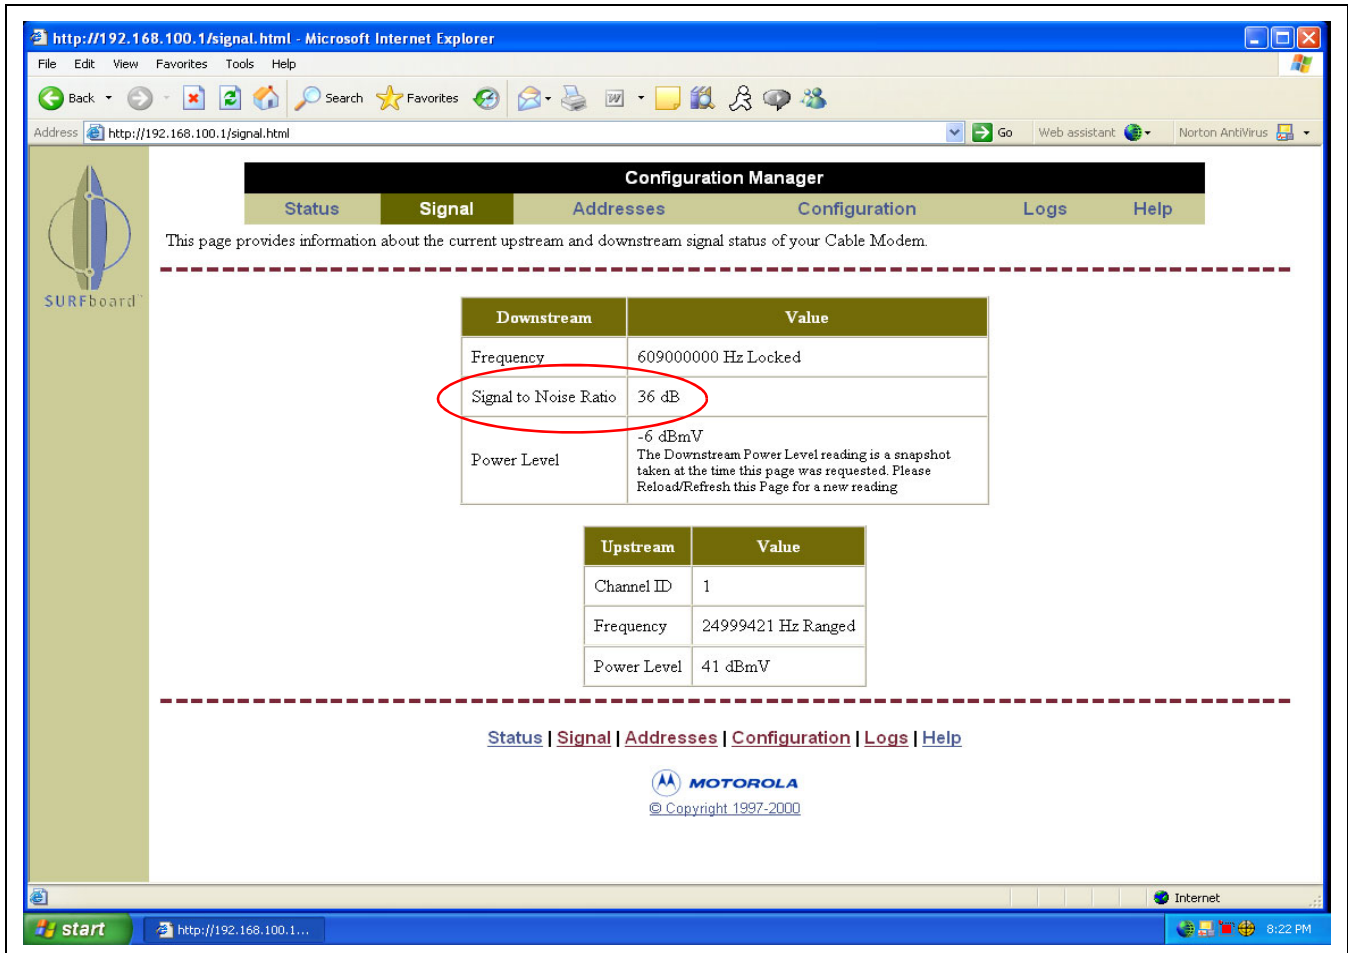 http://192.168.100.1/signal.html - Microsoft Internet Explorer
File Edit View Favorites Tools Help
Back Search Favorites
Address http://192.168.100.1/signal.html Go Web assistant Norton AntiVirus
Configuration Manager
Status Signal Addresses Configuration Logs Help
This page provides information about the current upstream and downstream signal status of your Cable Modem.
SURFboard
Downstream Value
Frequency 609000000 Hz Locked
Signal to Noise Ratio 36 dB
Power Level -6 dBmV
The Downstream Power Level reading is a snapshot
taken at the time this page was requested. Please
Reload/Refresh this Page for a new reading
Upstream Value
Channel ID 1
Frequency 24999421 Hz Ranged
Power Level 41 dBmV
Status | Signal | Addresses | Configuration | Logs | Help
MOTOROLA
© Copyright 1997-2000
Internet
start http://192.168.100.1... 8:22 PM